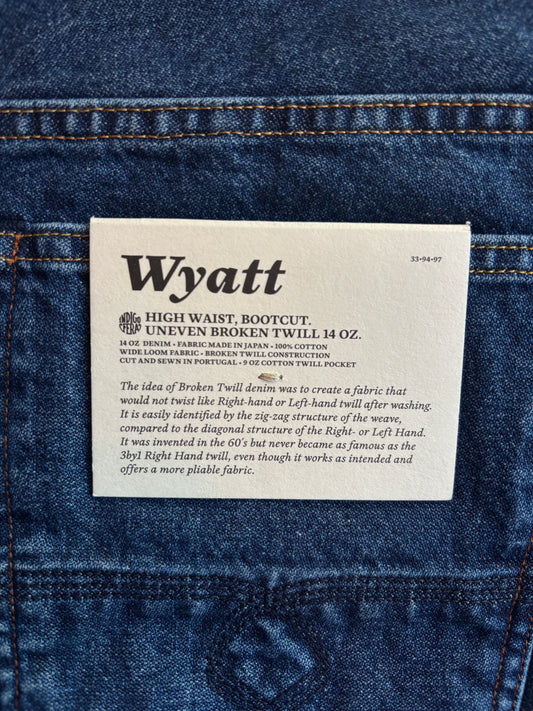 Wyatt
33•94•97
INDIGO
FERA
HIGH WAIST, BOOTCUT.
UNEVEN BROKEN TWILL 14 OZ.
14 OZ DENIM • FABRIC MADE IN JAPAN • 100% COTTON
WIDE LOOM FABRIC • BROKEN TWILL CONSTRUCTION
CUT AND SEWN IN PORTUGAL • 9 OZ COTTON TWILL POCKET
The idea of Broken Twill denim was to create a fabric that
would not twist like Right-hand or Left-hand twill after washing.
It is easily identified by the zig-zag structure of the weave,
compared to the diagonal structure of the Right- or Left Hand.
It was invented in the 60´s but never became as famous as the
3by1 Right Hand twill, even though it works as intended and
offers a more pliable fabric.